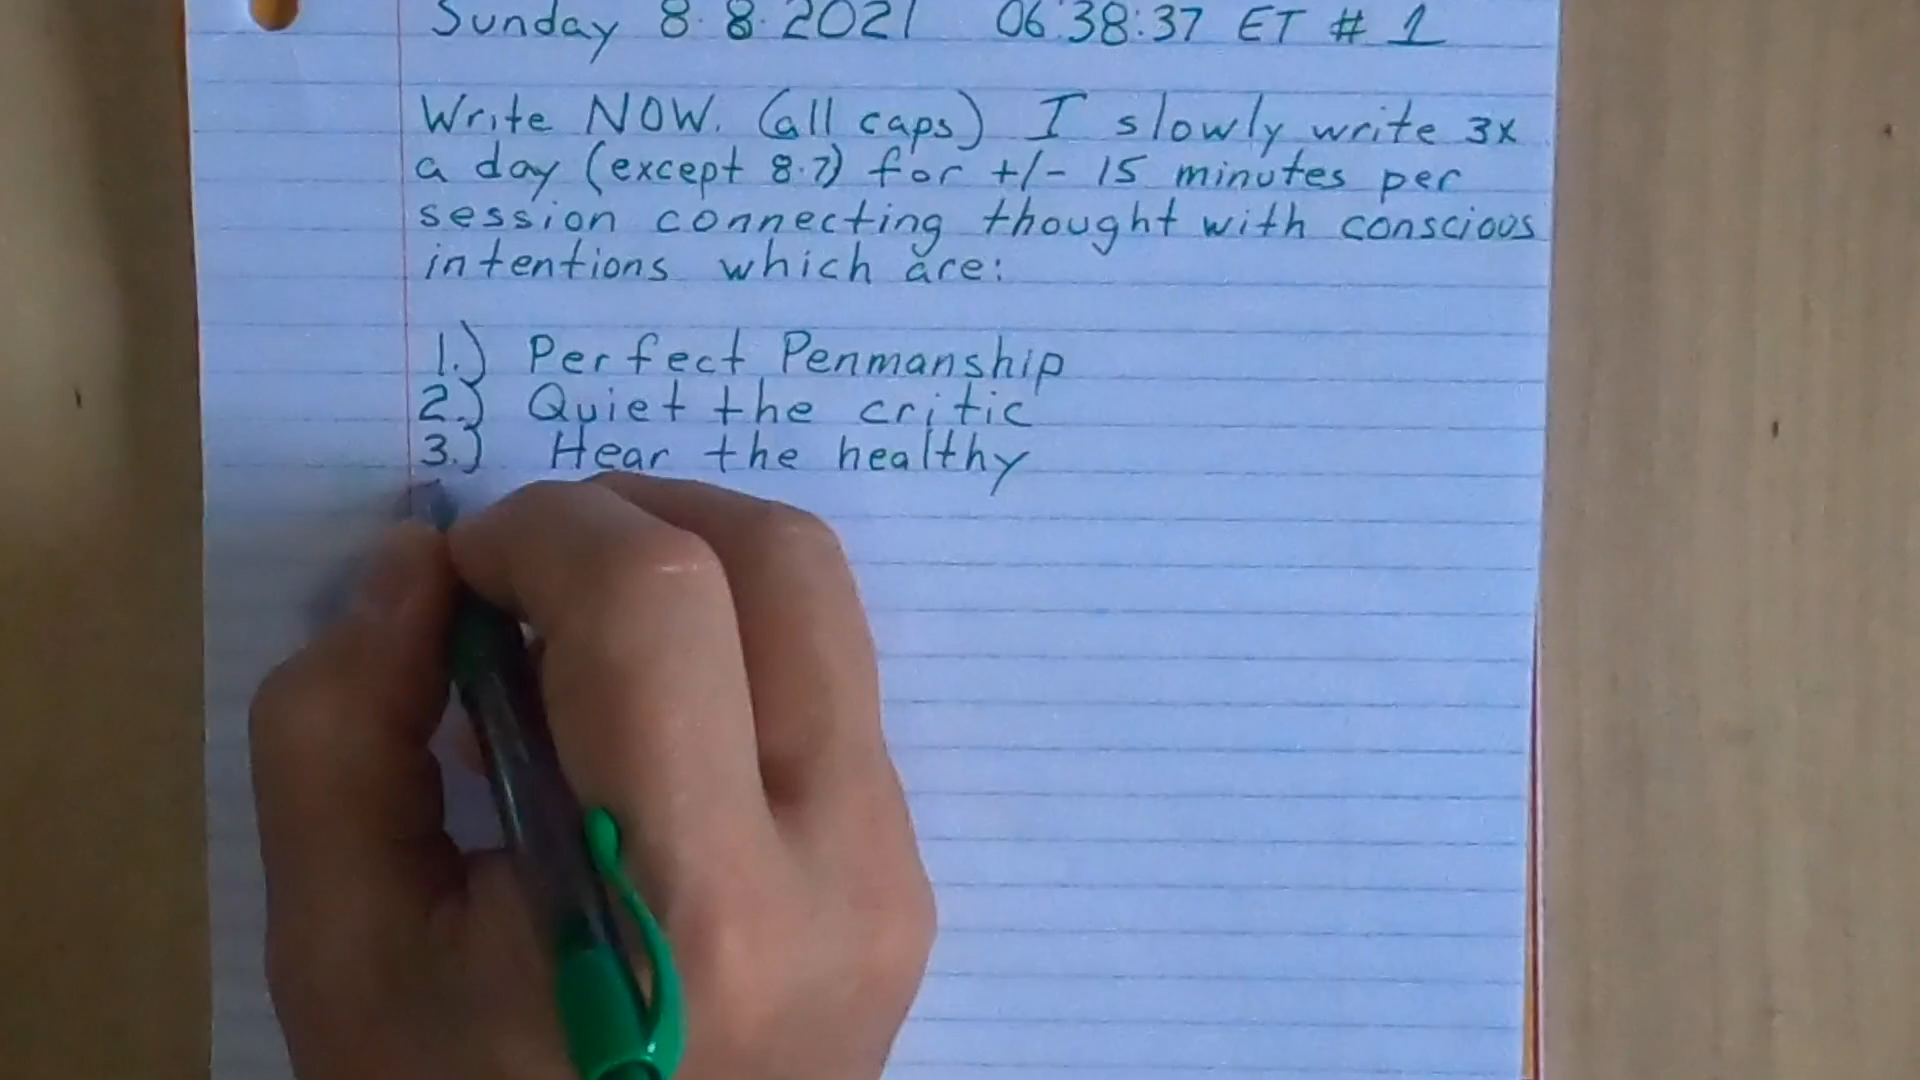 Sunday 8.8.2021 06:38:37 ET # 1
Write NOW. (all caps) I slowly write 3x
a day (except 8.7) for +/- 15 minutes per
session connecting thought with conscious
intentions which are:
1.) Perfect Penmanship
2.) Quiet the critic
3.) Hear the healthy